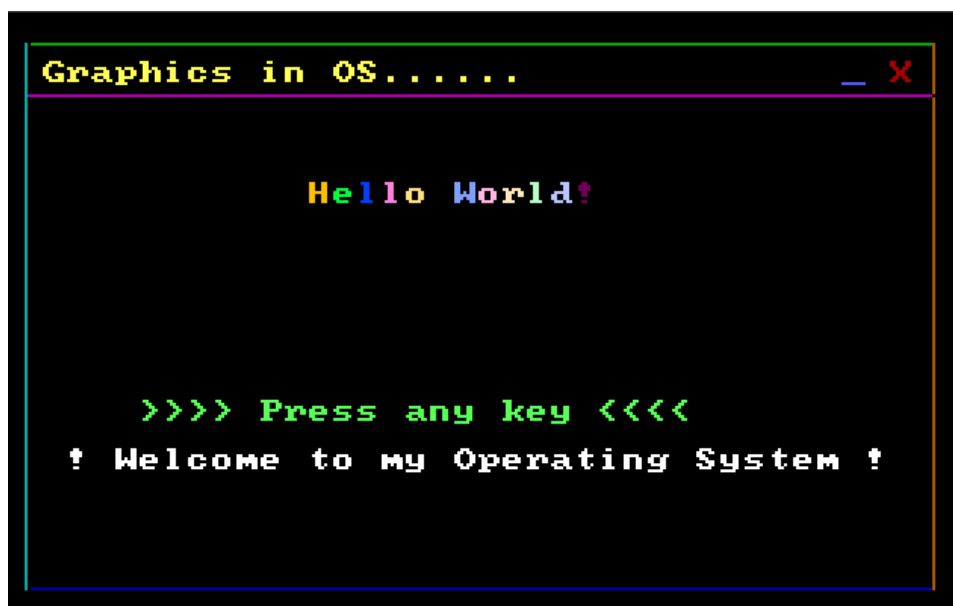 Graphics in OS...... _ X
Hello World!
>>>> Press any key <<<<
! Welcome to my Operating System !